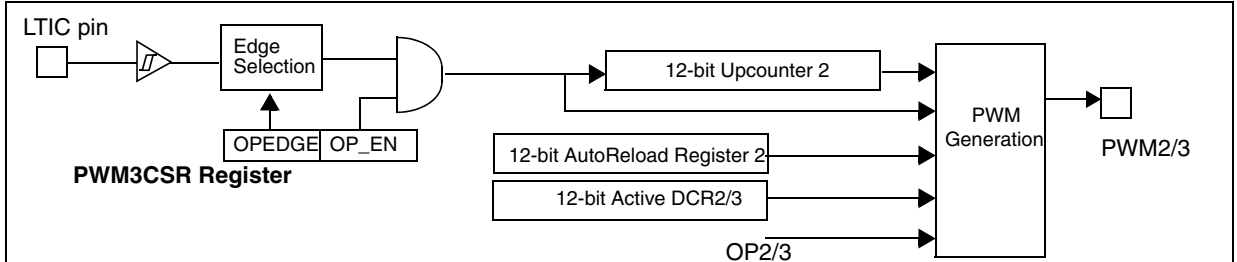 LTIC pin
Edge
Selection
12-bit Upcounter 2
PWM
Generation
OPEDGE OP_EN
PWM3CSR Register
12-bit AutoReload Register 2
PWM2/3
12-bit Active DCR2/3
OP2/3